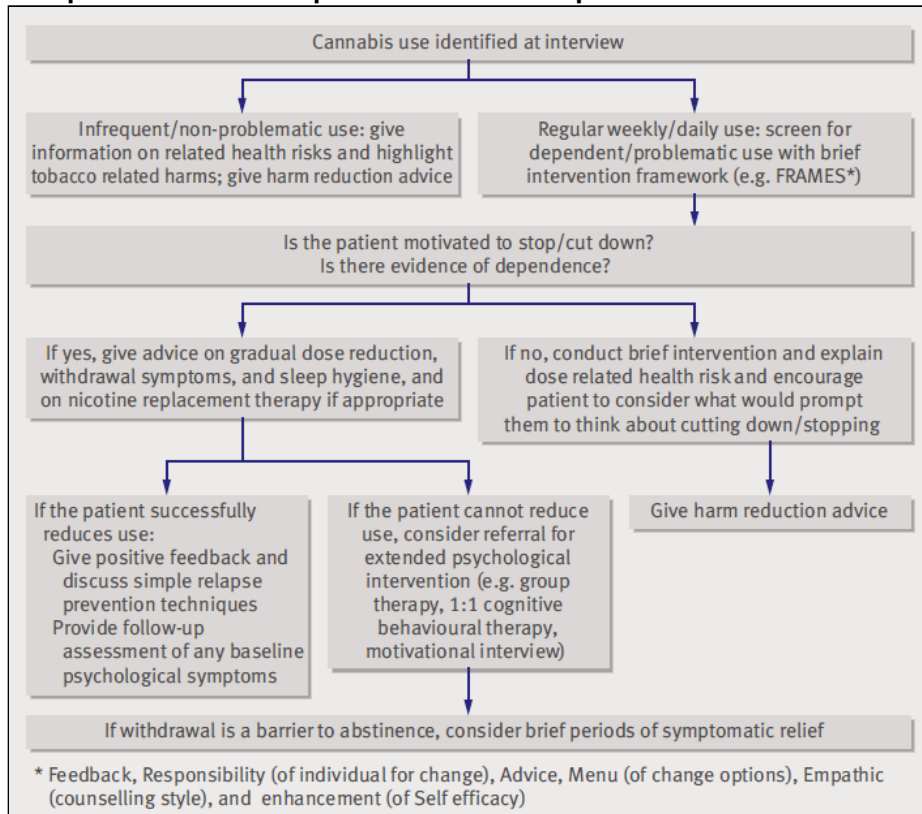 Cannabis use identified at interview
Infrequent/non-problematic use: give
information on related health risks and highlight
tobacco related harms; give harm reduction advice
Regular weekly/daily use: screen for
dependent/problematic use with brief
intervention framework (e.g. FRAMES*)
Is the patient motivated to stop/cut down?
Is there evidence of dependence?
If yes, give advice on gradual dose reduction,
withdrawal symptoms, and sleep hygiene, and
on nicotine replacement therapy if appropriate
If no, conduct brief intervention and explain
dose related health risk and encourage
patient to consider what would prompt
them to think about cutting down/stopping
If the patient successfully
reduces use:
Give positive feedback and
discuss simple relapse
prevention techniques
Provide follow-up
assessment of any baseline
psychological symptoms
If the patient cannot reduce
use, consider referral for
extended psychological
intervention (e.g. group
therapy, 1:1 cognitive
behavioural therapy,
motivational interview)
Give harm reduction advice
If withdrawal is a barrier to abstinence, consider brief periods of symptomatic relief
* Feedback, Responsibility (of individual for change), Advice, Menu (of change options), Empathic
(counselling style), and enhancement (of Self efficacy)